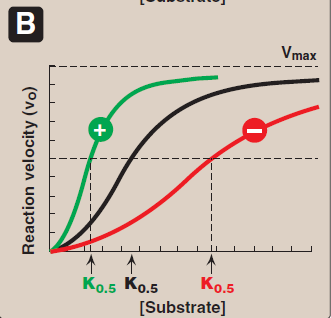 [Substrate]
B
Vmax
Reaction velocity (vo)
+
−
K0.5 K0.5 K0.5
[Substrate]